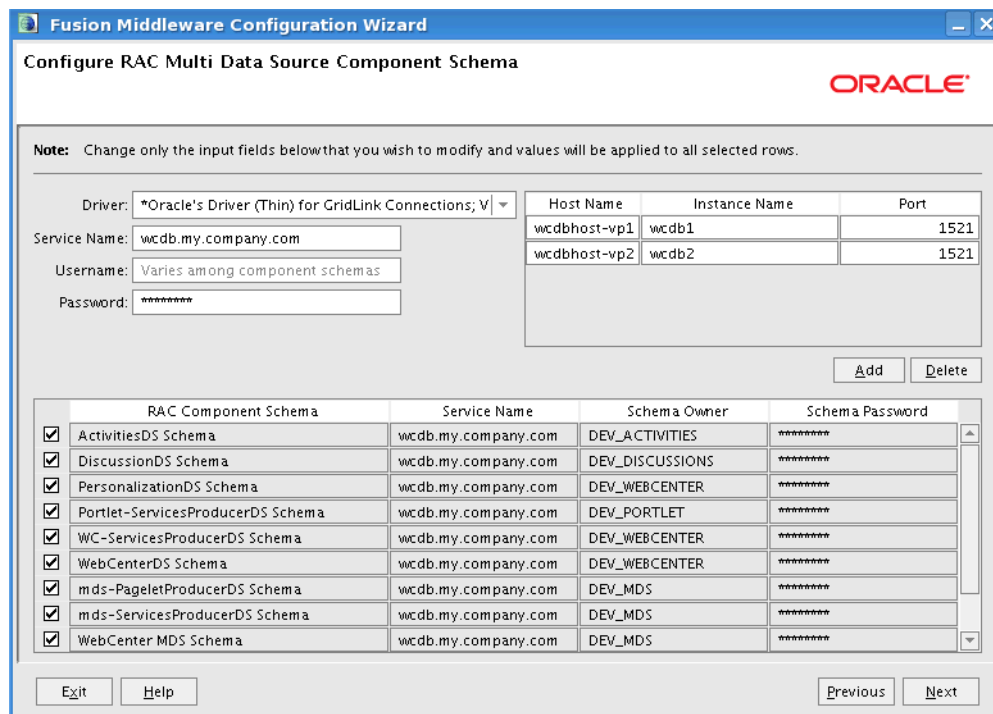 Fusion Middleware Configuration Wizard
Configure RAC Multi Data Source Component Schema
ORACLE
Note: Change only the input fields below that you wish to modify and values will be applied to all selected rows.
Driver: *Oracle's Driver (Thin) for GridLink Connections; V
Service Name: wcdb.my.company.com
Username: Varies among component schemas
Password: ********
Host Name Instance Name Port
wcdbhost-vp1 wcdb1 1521
wcdbhost-vp2 wcdb2 1521
Add Delete
RAC Component Schema Service Name Schema Owner Schema Password
ActivitiesDS Schema wcdb.my.company.com DEV_ACTIVITIES ********
DiscussionDS Schema wcdb.my.company.com DEV_DISCUSSIONS ********
PersonalizationDS Schema wcdb.my.company.com DEV_WEBCENTER ********
Portlet-ServicesProducerDS Schema wcdb.my.company.com DEV_PORTLET ********
WC-ServicesProducerDS Schema wcdb.my.company.com DEV_WEBCENTER ********
WebCenterDS Schema wcdb.my.company.com DEV_WEBCENTER ********
mds-PageletProducerDS Schema wcdb.my.company.com DEV_MDS ********
mds-ServicesProducerDS Schema wcdb.my.company.com DEV_MDS ********
WebCenter MDS Schema wcdb.my.company.com DEV_MDS ********
Exit Help Previous Next